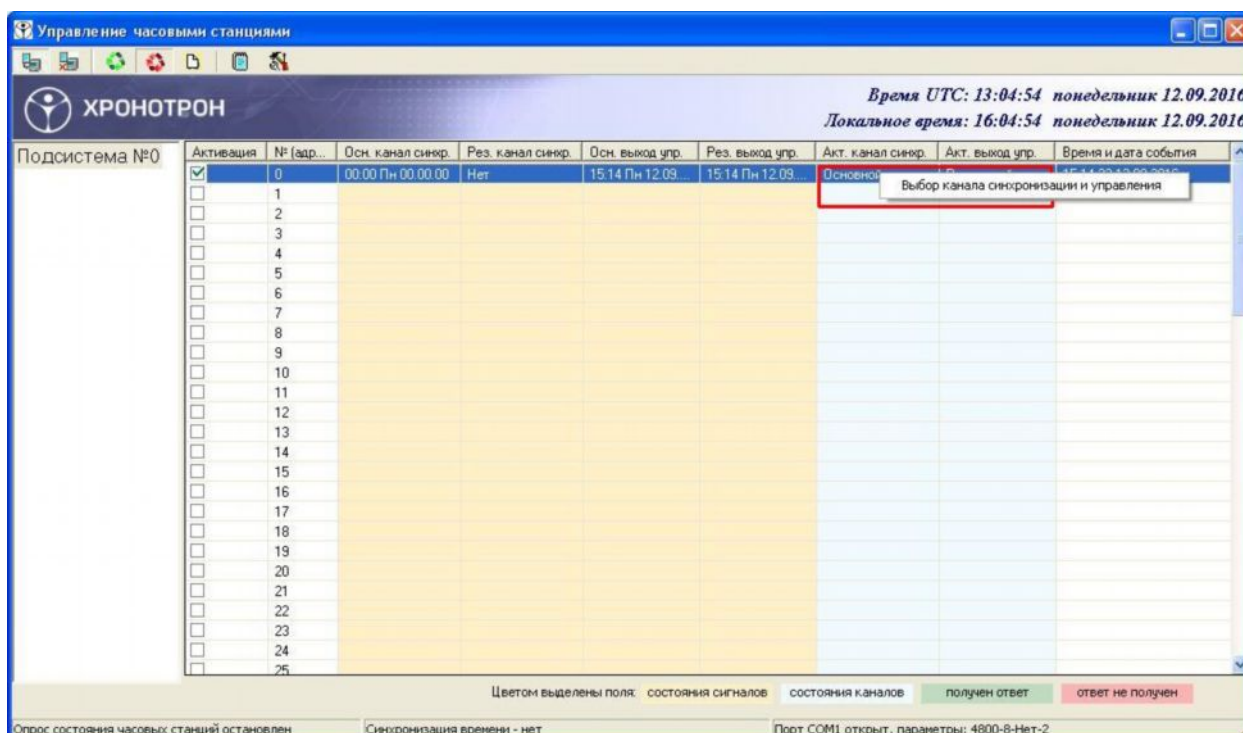 Управление часовыми станциями
ХРОНОТРОН
Время UTC: 13:04:54 понедельник 12.09.2016
Локальное время: 16:04:54 понедельник 12.09.2016
Подсистема №0
Активация № (адр... Осн. канал синхр. Рез. канал синхр. Осн. выход упр. Рез. выход упр. Акт. канал синхр. Акт. выход упр. Время и дата события
0 00:00 Пн 00.00.00 Нет 15:14 Пн 12.09.... 15:14 Пн 12.09.... Основной
Выбор канала синхронизации и управления
1
2
3
4
5
6
7
8
9
10
11
12
13
14
15
16
17
18
19
20
21
22
23
24
25
Цветом выделены поля: состояния сигналов состояния каналов получен ответ ответ не получен
Опрос состояния часовых станций остановлен Синхронизация времени - нет Порт COM1 открыт, параметры: 4800-8-Нет-2